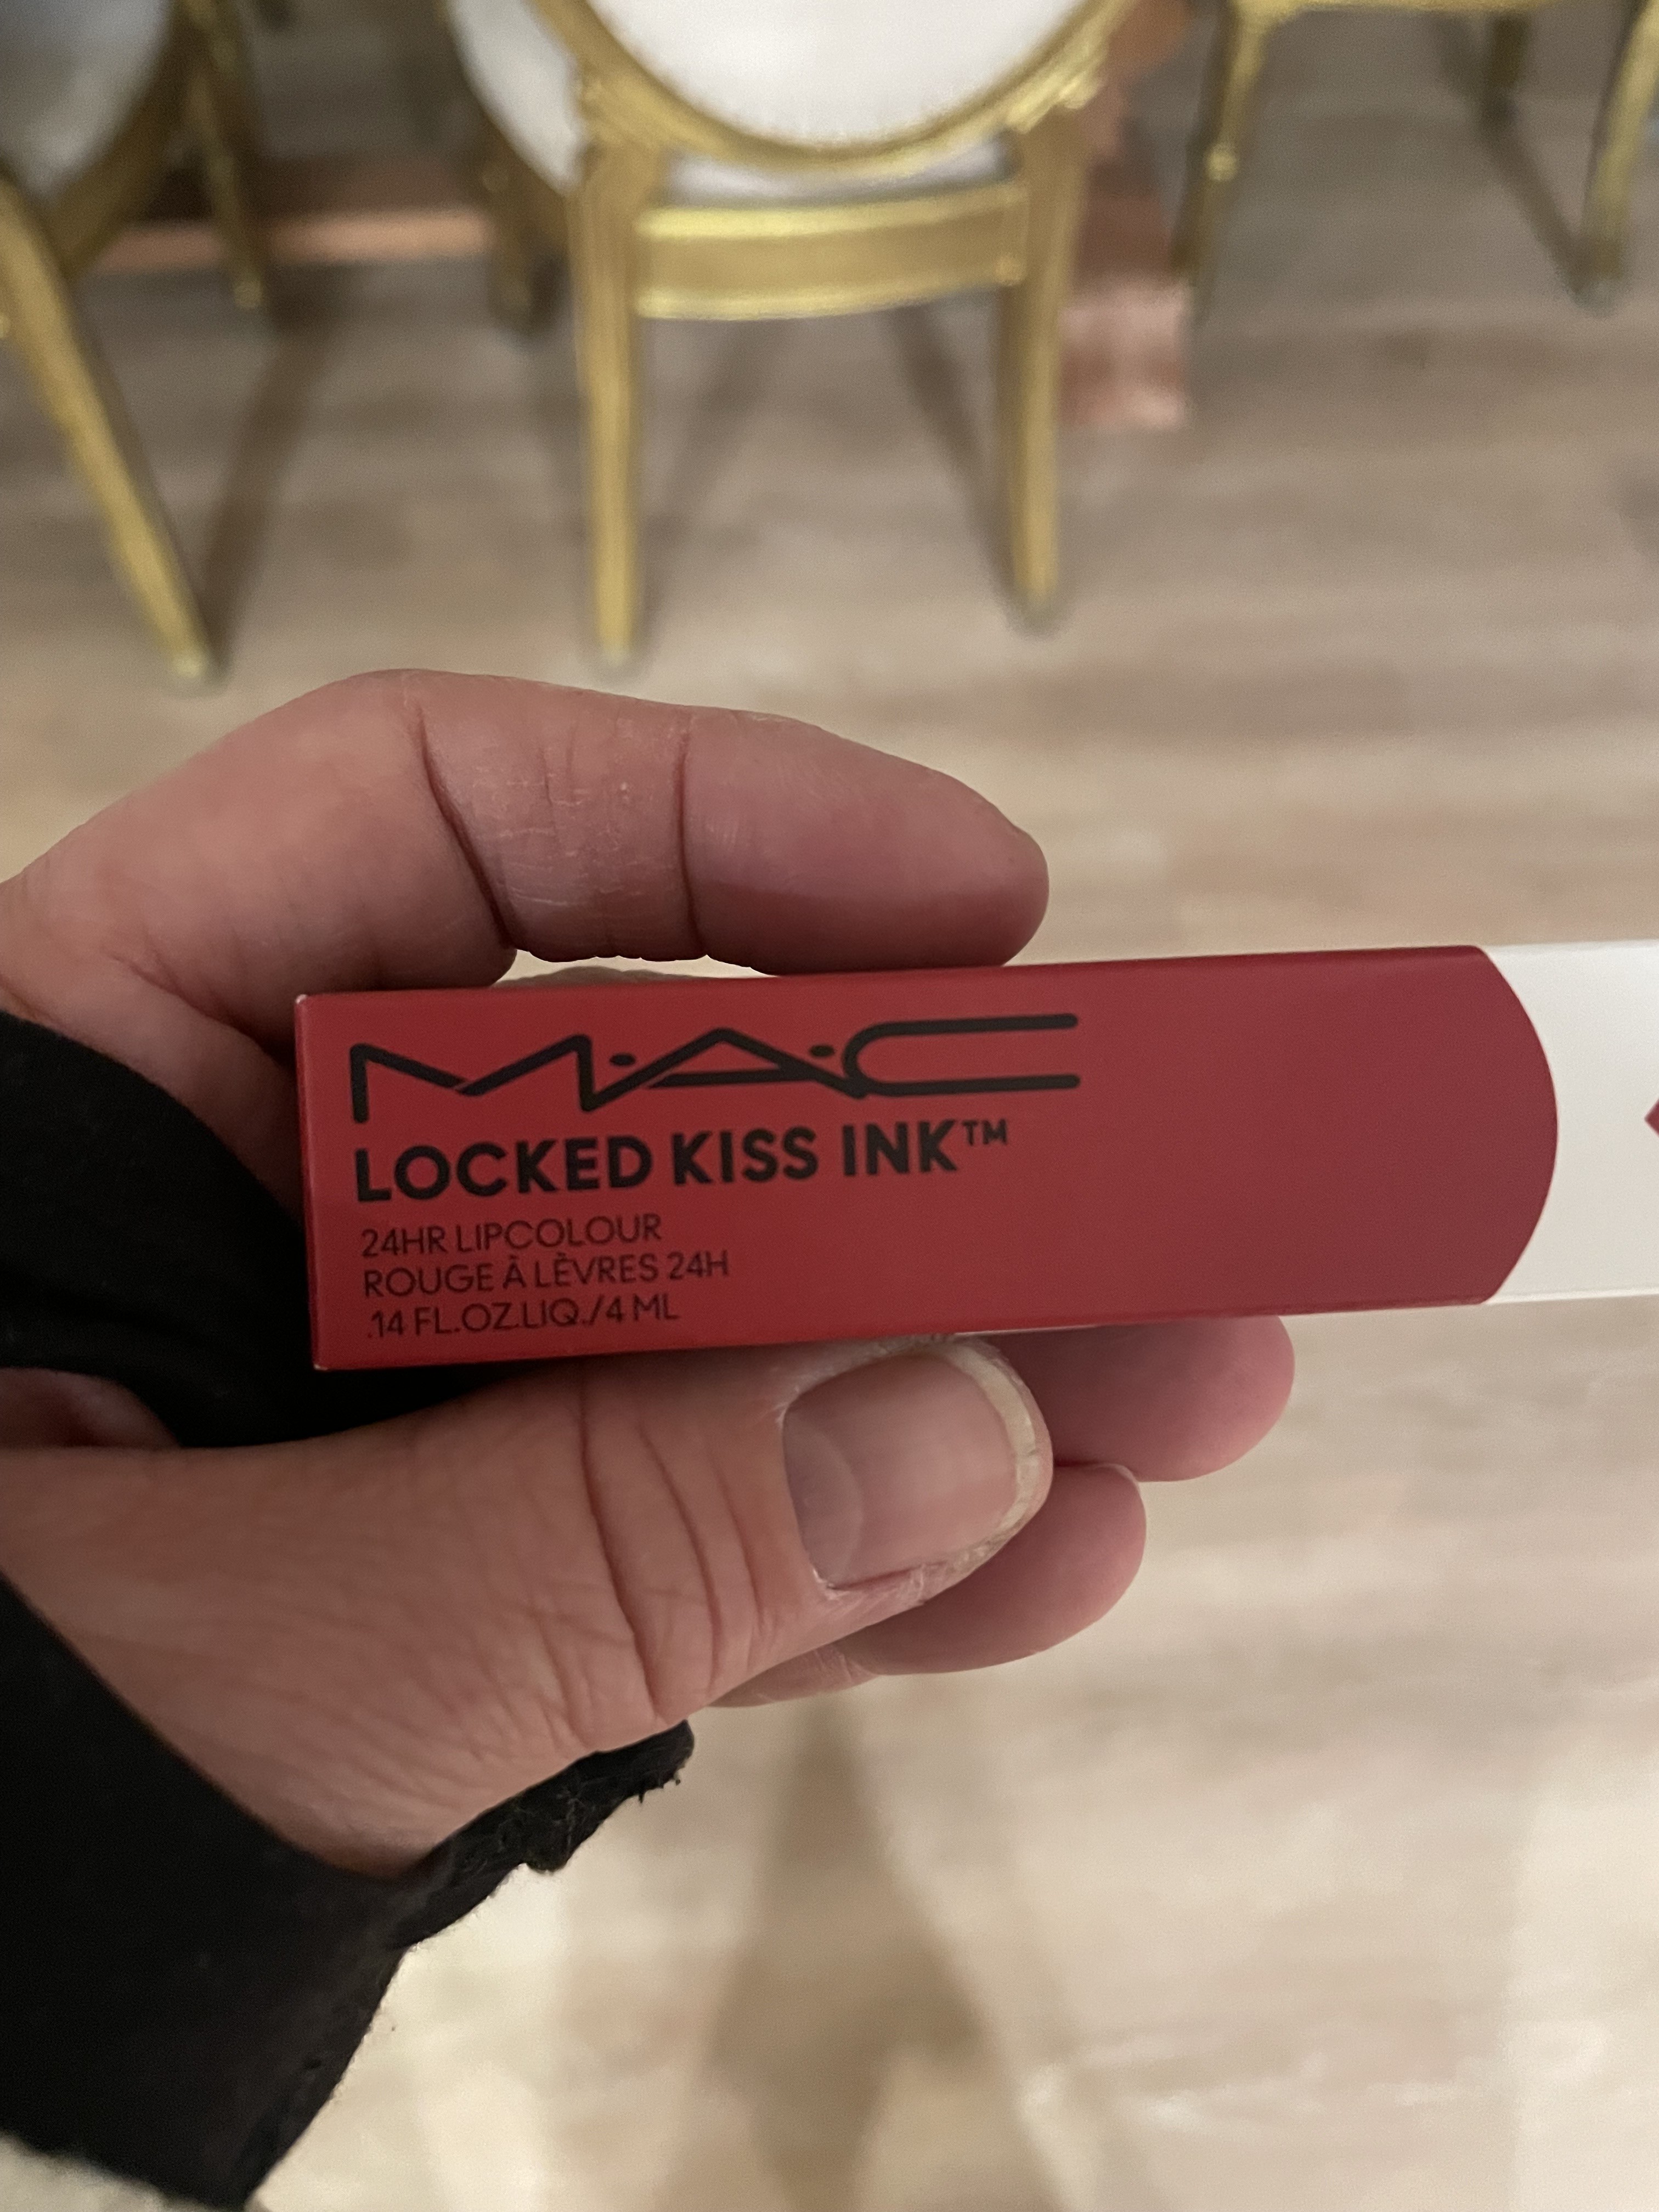 M·A·C
LOCKED KISS INK™
24HR LIPCOLOUR
ROUGE À LÈVRES 24H
.14 FL.OZ.LIQ./4 ML